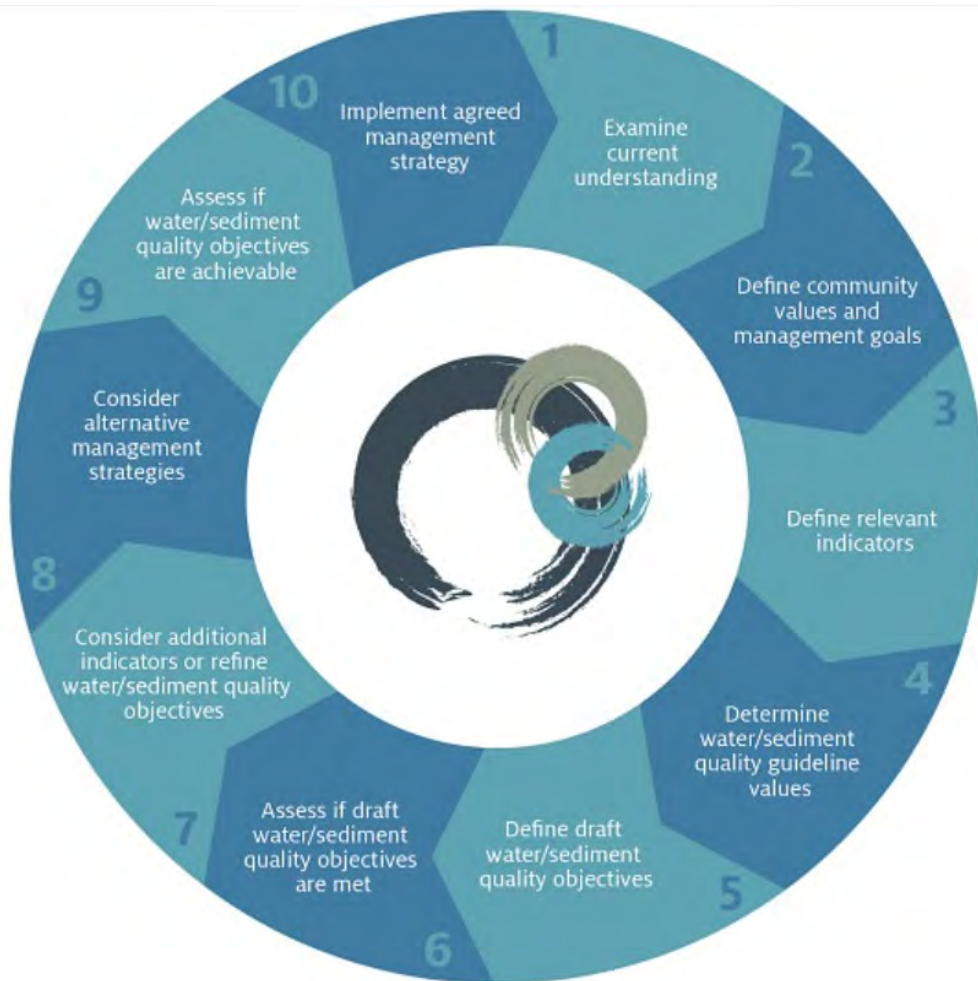 1
Examine
current
understanding
2
Define community
values and
management goals
3
Define relevant
indicators
4
Determine
water/sediment
quality guideline
values
5
Define draft
water/sediment
quality objectives
6
Assess if draft
water/sediment
quality objectives
are met
7
Consider additional
indicators or refine
water/sediment quality
objectives
8
Consider
alternative
management
strategies
9
Assess if
water/sediment
quality objectives
are achievable
10
Implement agreed
management
strategy